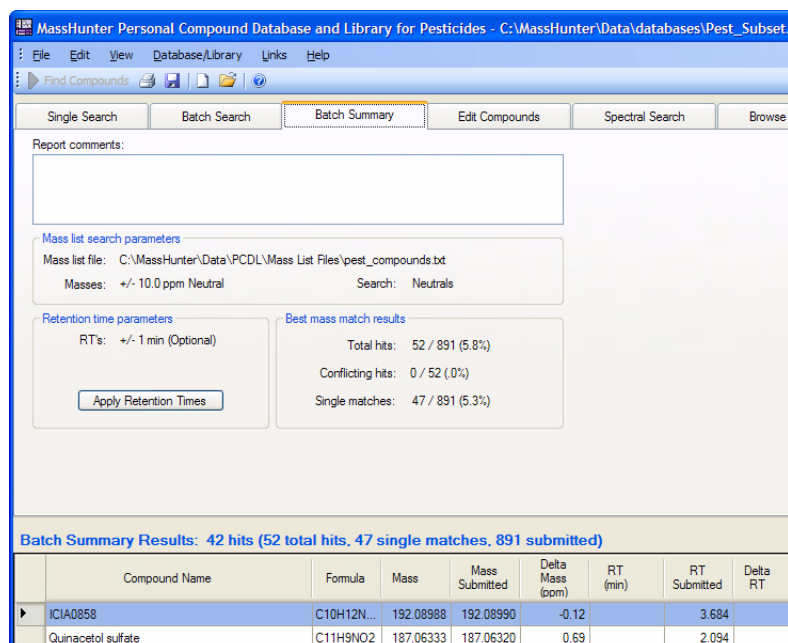 MassHunter Personal Compound Database and Library for Pesticides - C:\MassHunter\Data\databases\Pest_Subset.
File Edit View Database/Library Links Help
Find Compounds
Single Search Batch Search Batch Summary Edit Compounds Spectral Search Browse
Report comments:
Mass list search parameters
Mass list file: C:\MassHunter\Data\PCDL\Mass List Files\pest_compounds.txt
Masses: +/- 10.0 ppm Neutral Search: Neutrals
Retention time parameters
RT's: +/- 1 min (Optional)
Apply Retention Times
Best mass match results
Total hits: 52 / 891 (5.8%)
Conflicting hits: 0 / 52 (.0%)
Single matches: 47 / 891 (5.3%)
Batch Summary Results: 42 hits (52 total hits, 47 single matches, 891 submitted)
Compound Name Formula Mass Mass Submitted Delta Mass (ppm) RT (min) RT Submitted Delta RT
ICIA0858 C10H12N... 192.08988 192.08990 -0.12 3.684
Quinacetol sulfate C11H9NO2 187.06333 187.06320 0.69 2.094